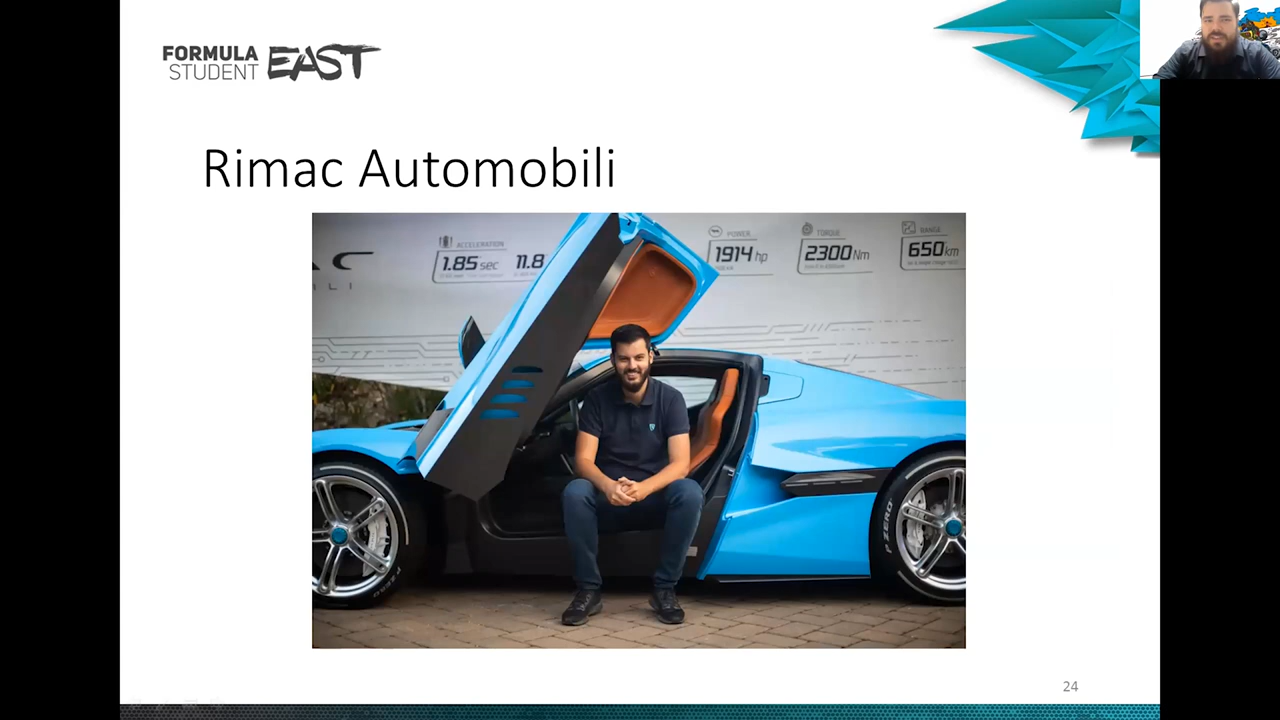 FORMULA
STUDENT EAST
Rimac Automobili
ACCELERATION
1.85 sec
11.8
POWER
1914 hp
TORQUE
2300 Nm
RANGE
650 km
P ZERO
P ZERO
24